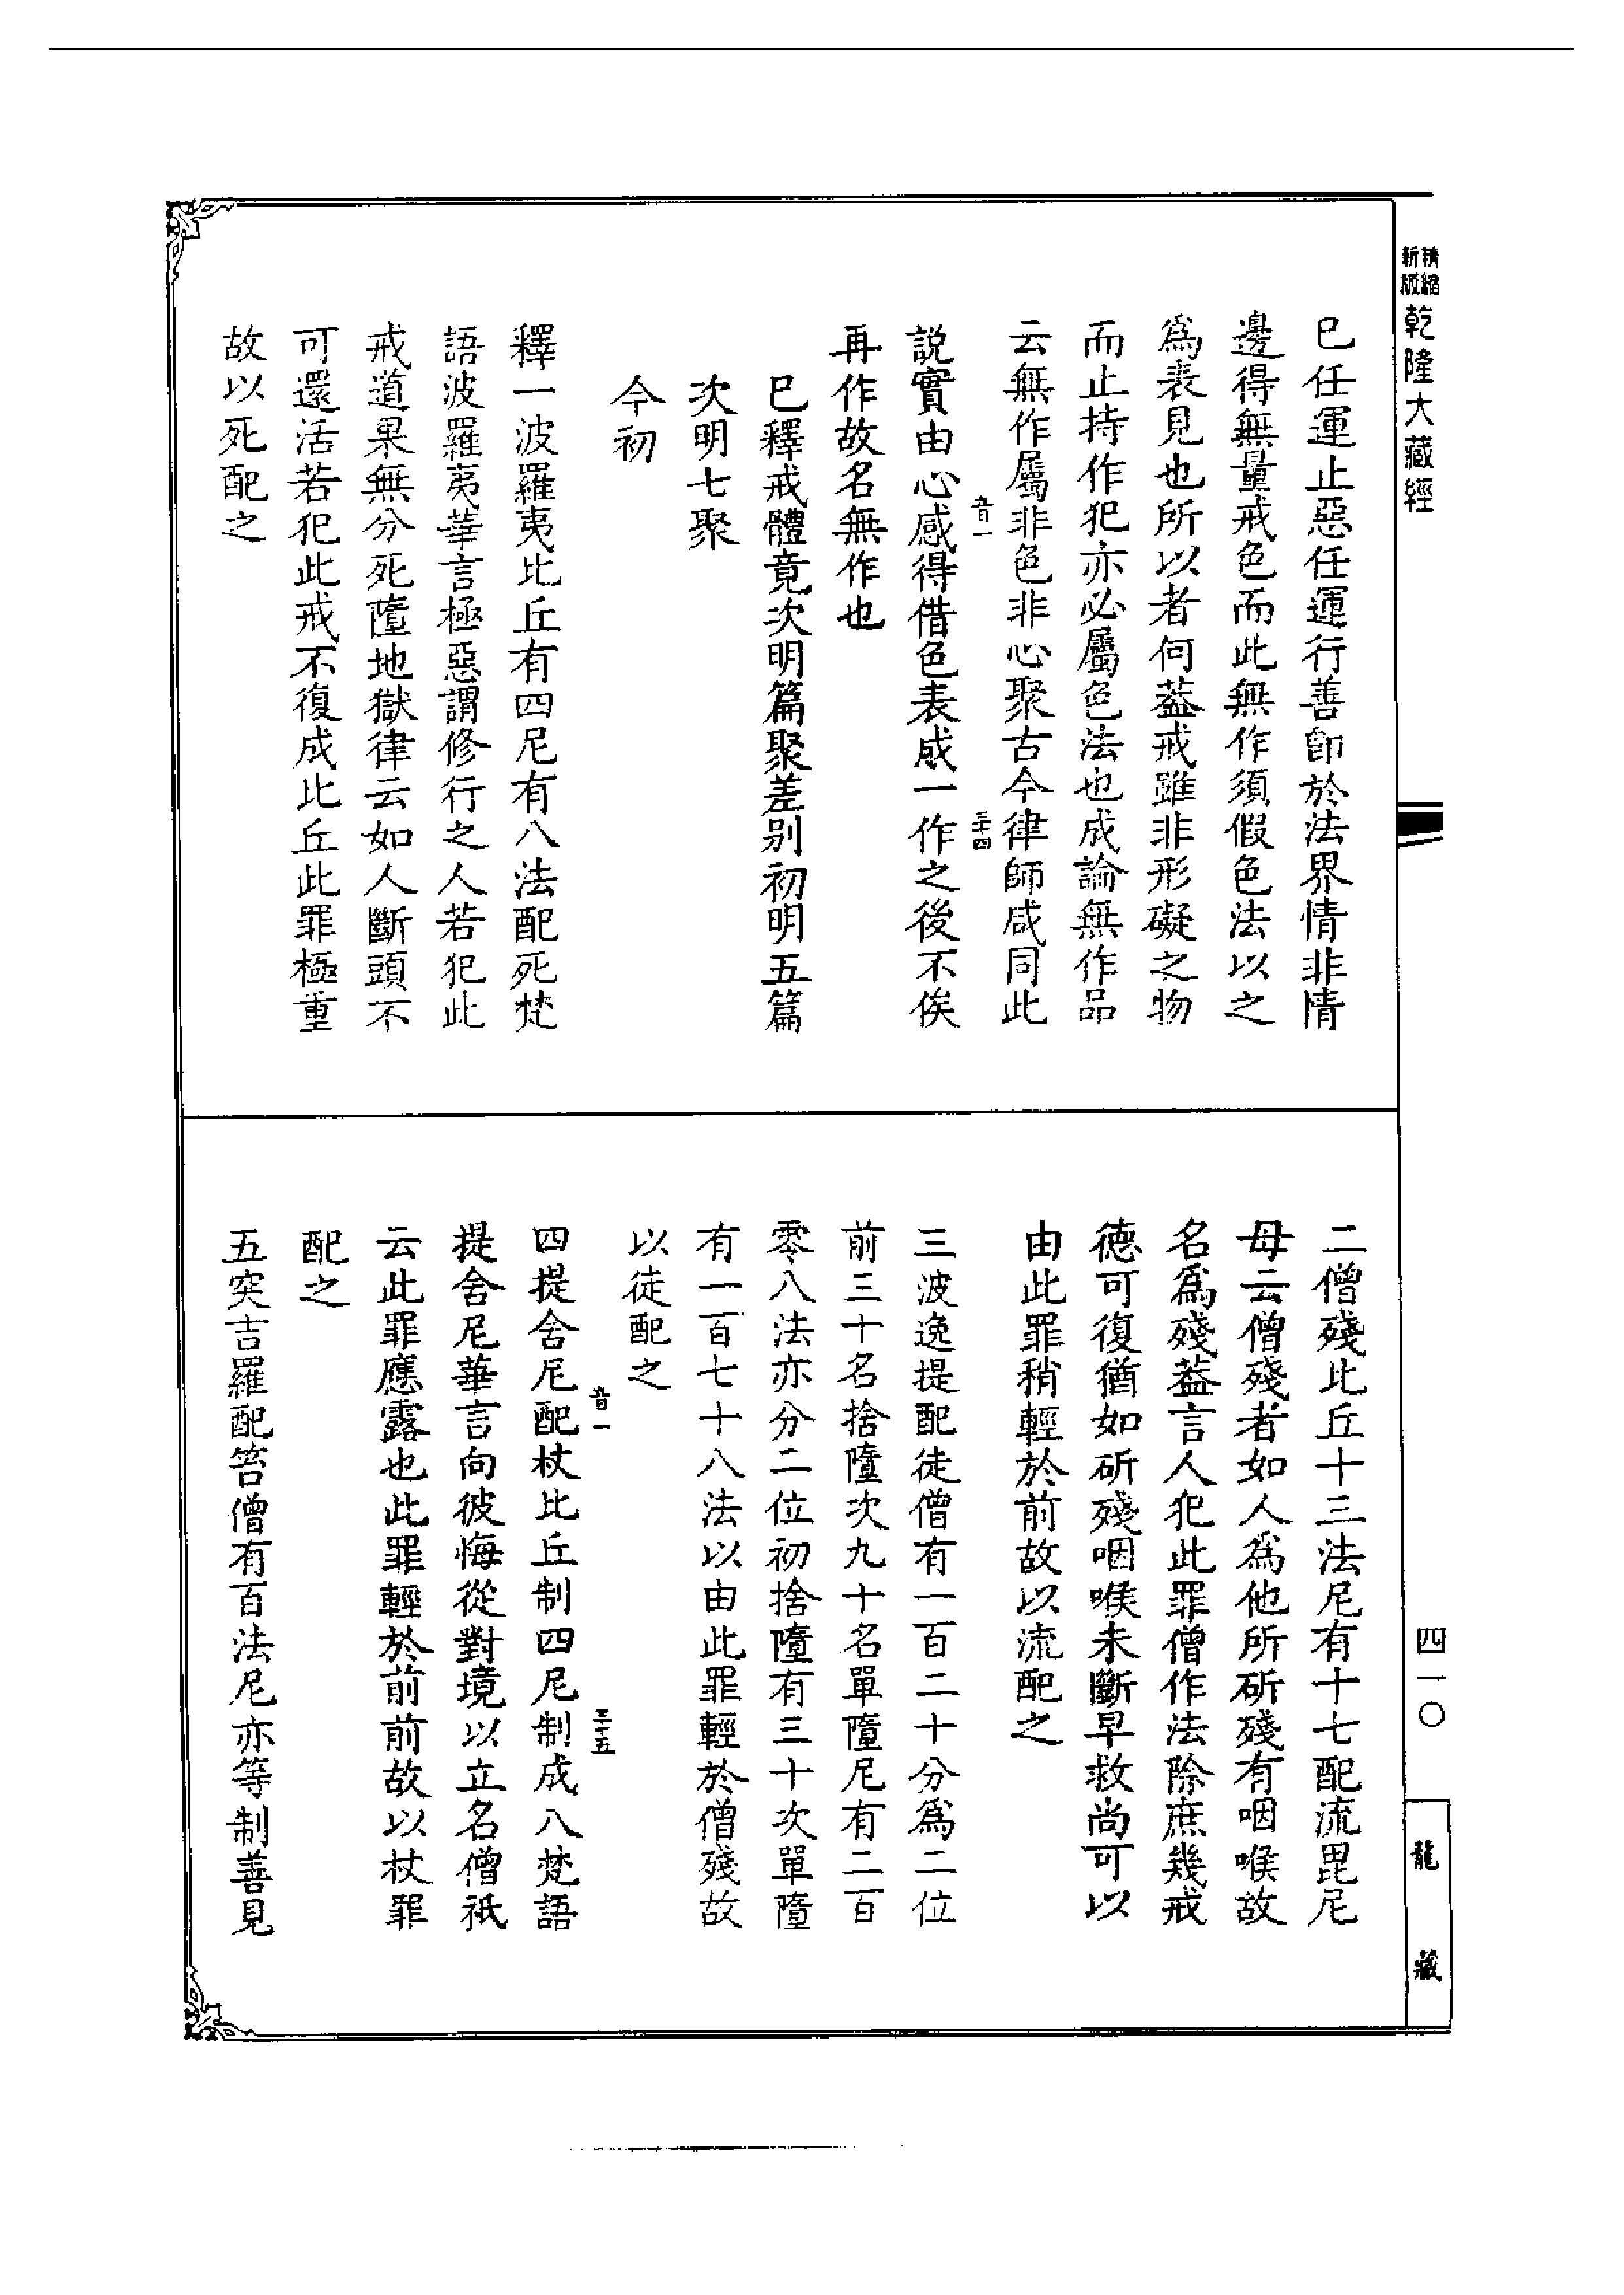 精縮新版乾隆大藏經
已任運止惡任運行善卽於法界情非情
邊得無量戒色而此無作須假色法以之
爲表見也所以者何葢戒雖非形礙之物
而止持作犯亦必屬色法也成論無作品
云無作屬非色非心聚古今律師咸同此
音一 三十四
說實由心感得借色表感一作之後不俟
再作故名無作也
已釋戒體竟次明篇聚差别初明五篇
次明七聚
今初
釋一波羅夷比丘有四尼有八法配死梵
語波羅夷華言極惡謂修行之人若犯此
戒道果無分死墮地獄律云如人斷頭不
可還活若犯此戒不復成比丘此罪極重
故以死配之
二僧殘比丘十三法尼有十七配流毘尼
母云僧殘者如人爲他所斫殘有咽喉故
名爲殘葢言人犯此罪僧作法除庶幾戒
德可復猶如斫殘咽喉未斷早救尚可以
由此罪稍輕於前故以流配之
三波逸提配徒僧有一百二十分爲二位
前三十名捨墮次九十名單墮尼有二百
零八法亦分二位初捨墮有三十次單墮
有一百七十八法以由此罪輕於僧殘故
以徒配之
音一 三十五
四提舍尼配杖比丘制四尼制成八梵語
提舍尼華言向彼悔從對境以立名僧祇
云此罪應露也此罪輕於前前故以杖罪
配之
五突吉羅配笞僧有百法尼亦等制善見
四一〇
龍藏